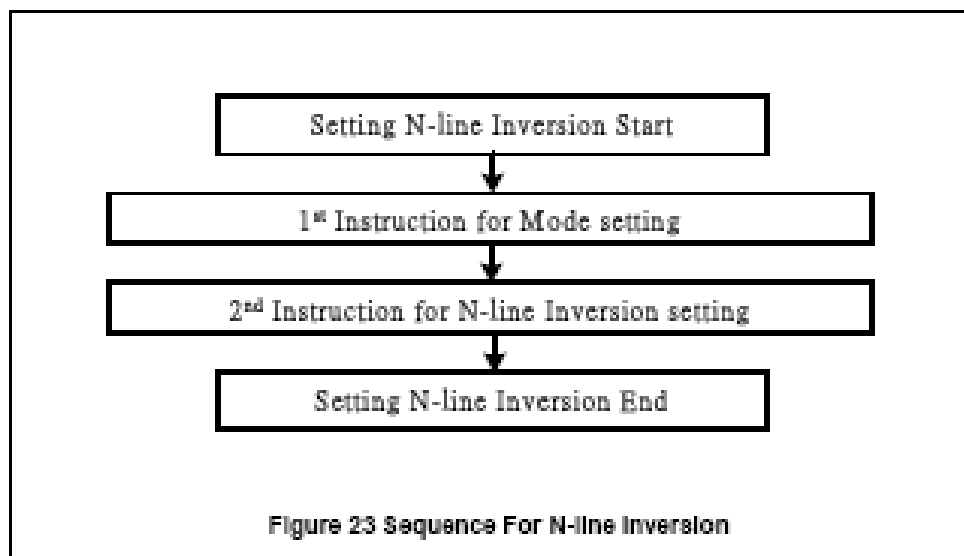 Setting N-line Inversion Start
1st Instruction for Mode setting
2nd Instruction for N-line Inversion setting
Setting N-line Inversion End
Figure 23 Sequence For N-line Inversion